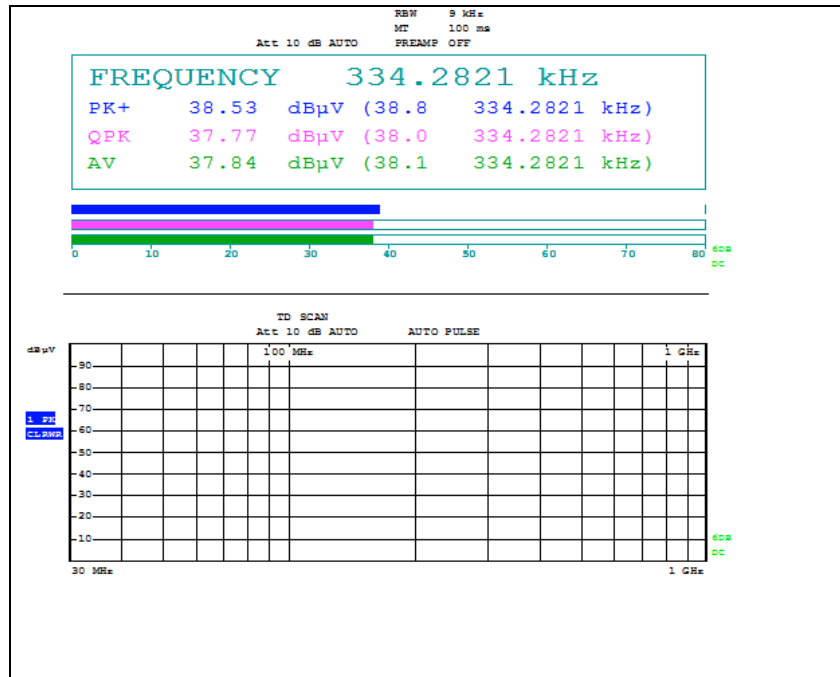 RBW 9 kHz
MT 100 ms
Att 10 dB AUTO PREAMP OFF
FREQUENCY 334.2821 kHz
PK+ 38.53 dBµV (38.8 334.2821 kHz)
QPK 37.77 dBµV (38.0 334.2821 kHz)
AV 37.84 dBµV (38.1 334.2821 kHz)
0 10 20 30 40 50 60 70 80
6DB
DC
TD SCAN
Att 10 dB AUTO AUTO PULSE
dBµV
100 MHz 1 GHz
90
80
70
1 PK
CLRWR
60
50
40
30
20
10
6DB
DC
30 MHz 1 GHz